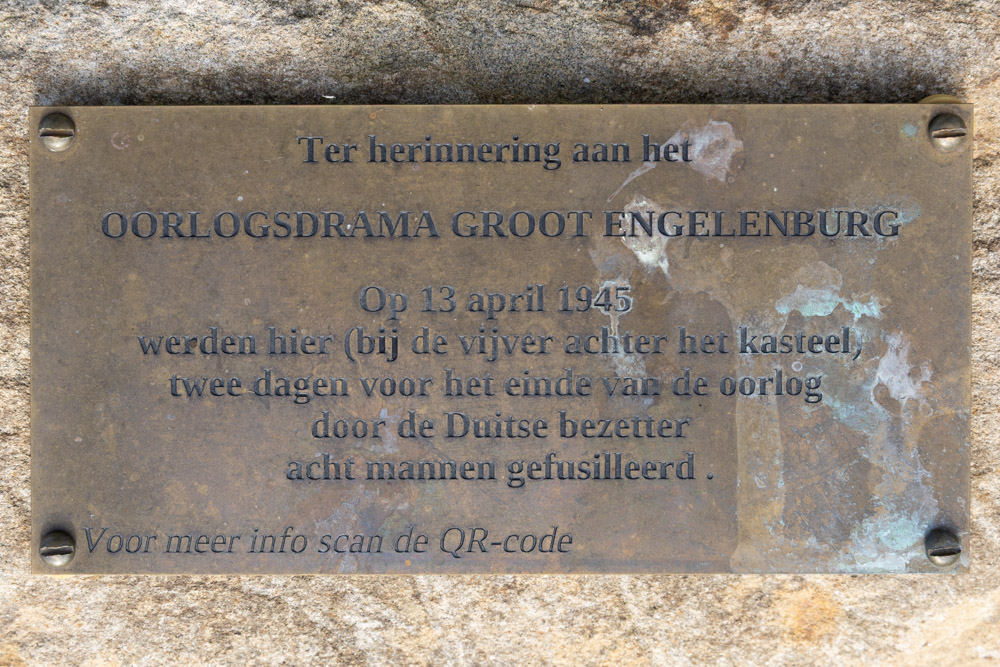 Ter herinnering aan het
OORLOGSDRAMA GROOT ENGELENBURG
Op 13 april 1945
werden hier (bij de vijver achter het kasteel,
twee dagen voor het einde van de oorlog
door de Duitse bezetter
acht mannen gefusilleerd .
Voor meer info scan de QR-code